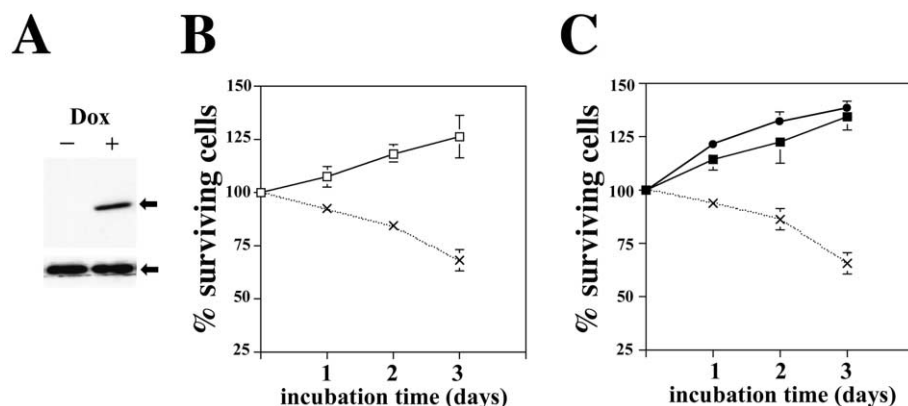 A
Dox
− +
B
% surviving cells
150
125
100
75
50
25
1 2 3
incubation time (days)
C
% surviving cells
150
125
100
75
50
25
1 2 3
incubation time (days)